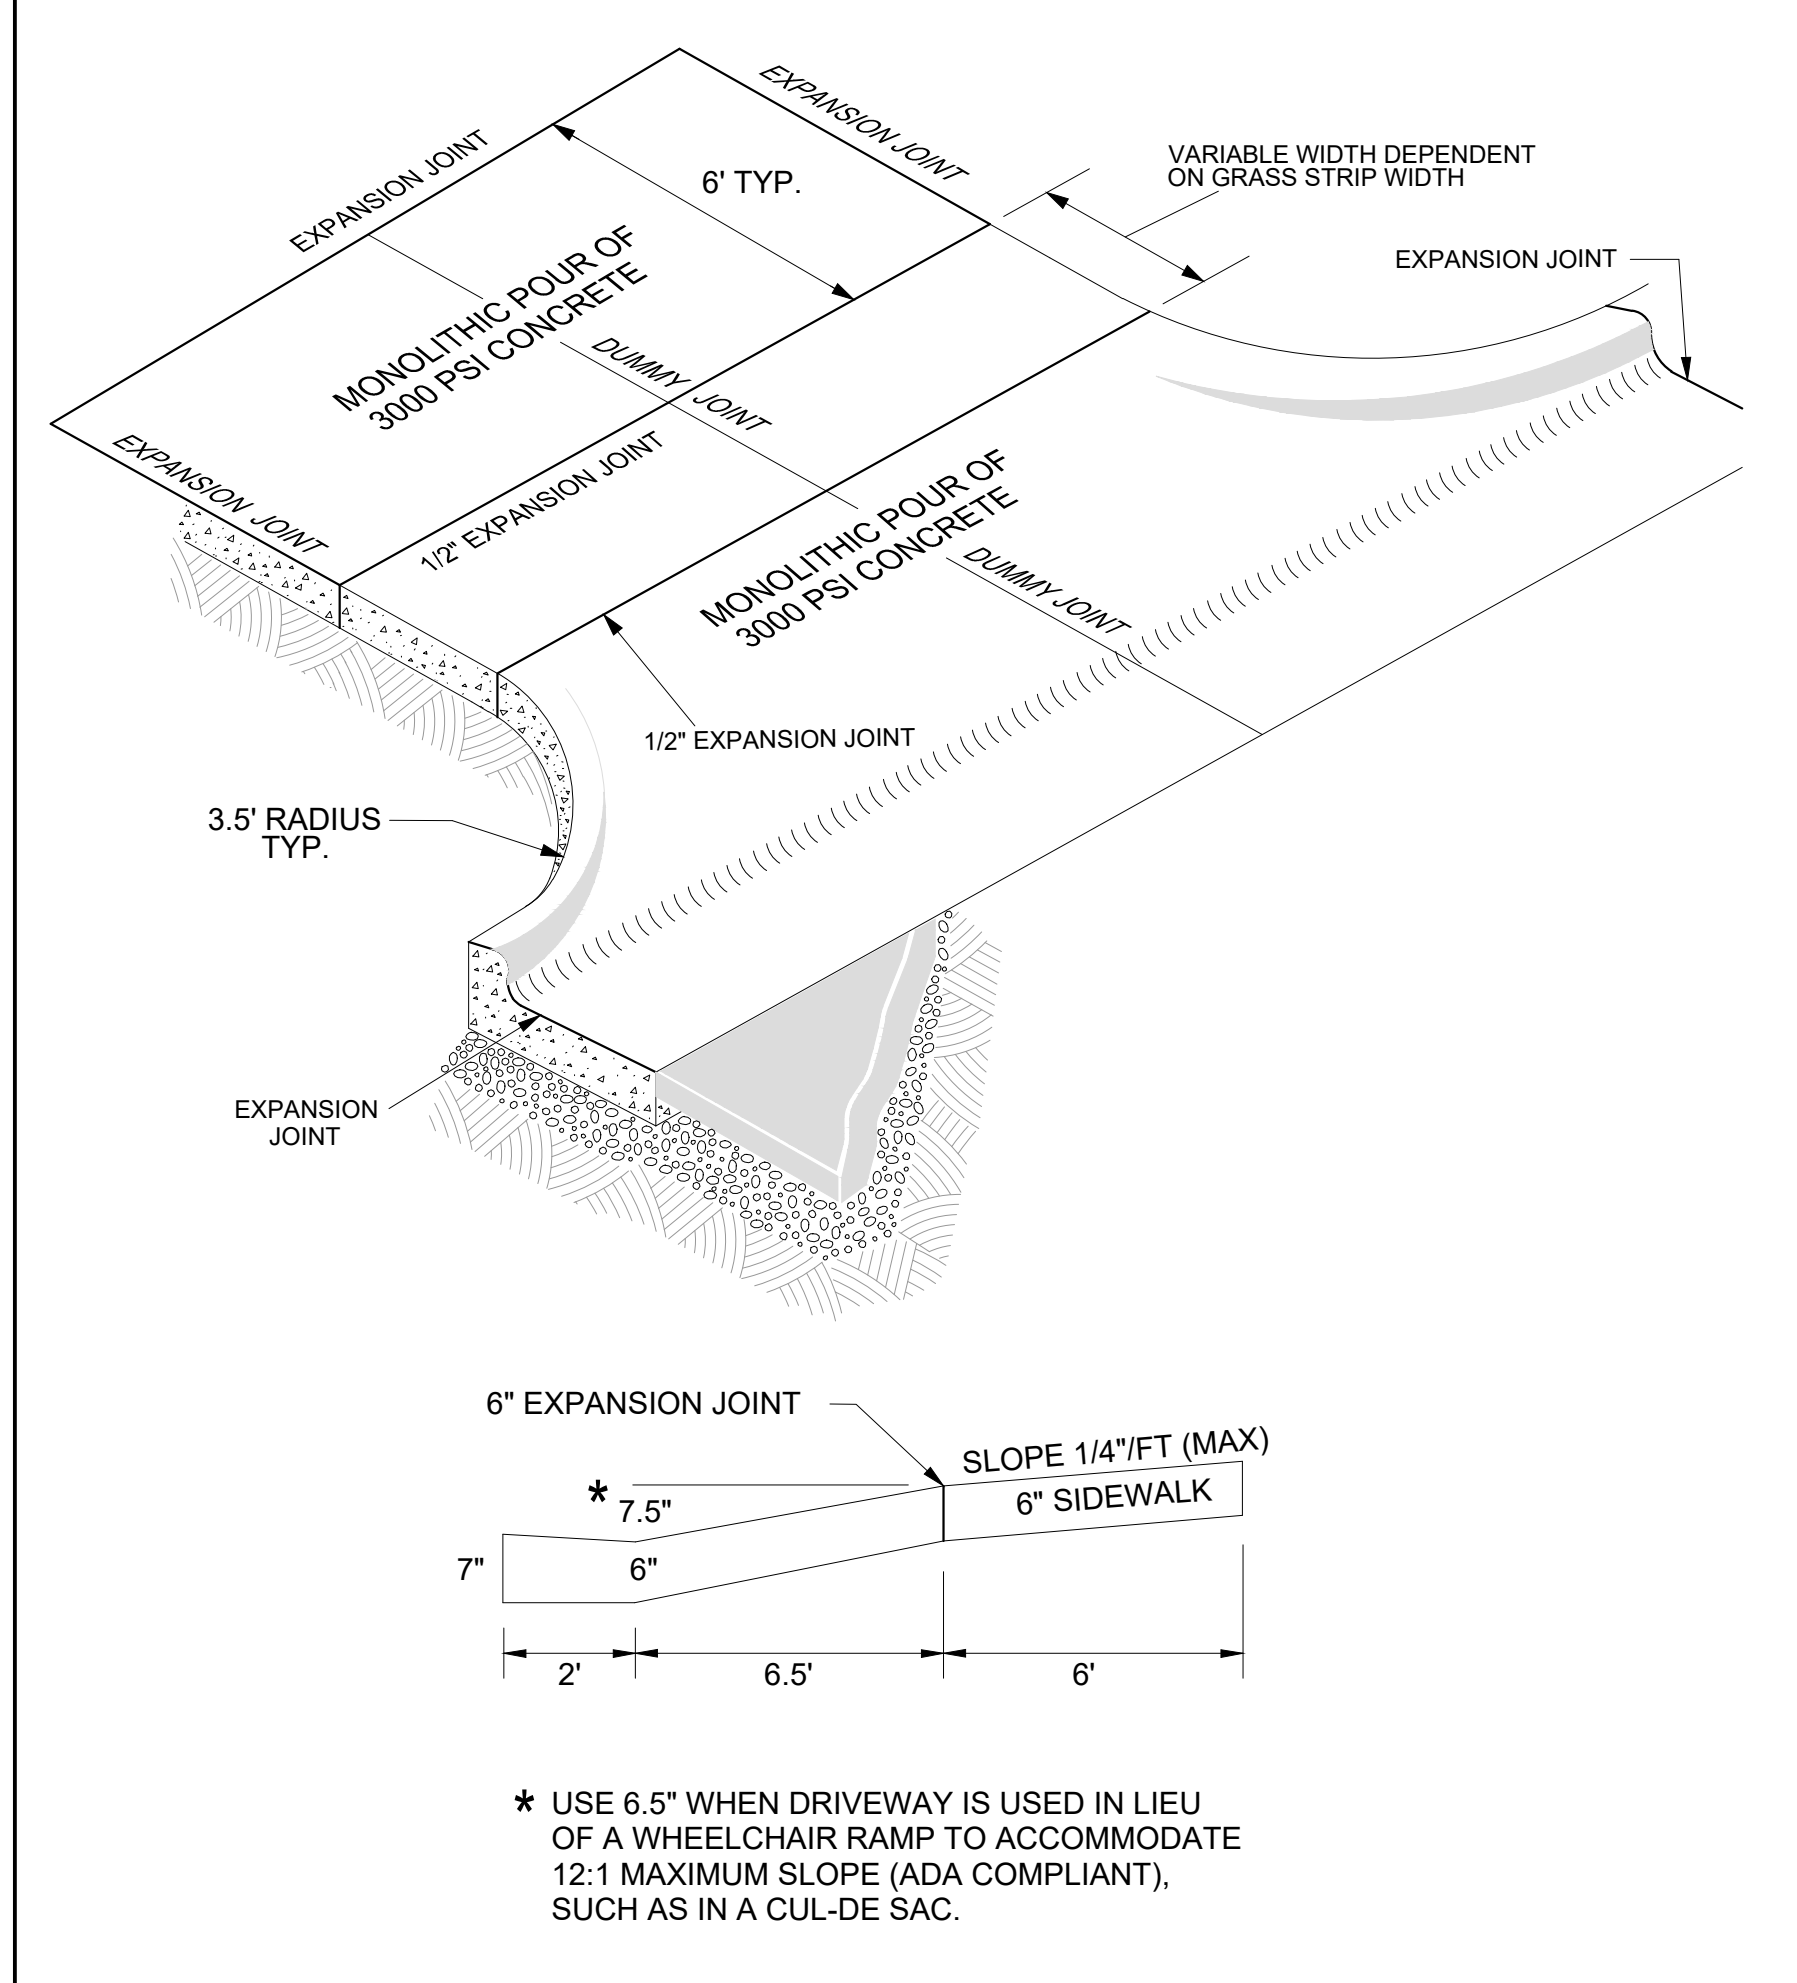 EXPANSION JOINT
EXPANSION JOINT
6' TYP.
VARIABLE WIDTH DEPENDENT
ON GRASS STRIP WIDTH
EXPANSION JOINT
MONOLITHIC POUR OF
3000 PSI CONCRETE
DUMMY JOINT
EXPANSION JOINT
1/2" EXPANSION JOINT
MONOLITHIC POUR OF
3000 PSI CONCRETE
DUMMY JOINT
1/2" EXPANSION JOINT
3.5' RADIUS
TYP.
EXPANSION
JOINT
6" EXPANSION JOINT
SLOPE 1/4"/FT (MAX)
* 7.5"
6" SIDEWALK
7"
6"
2'
6.5'
6'
* USE 6.5" WHEN DRIVEWAY IS USED IN LIEU
OF A WHEELCHAIR RAMP TO ACCOMMODATE
12:1 MAXIMUM SLOPE (ADA COMPLIANT),
SUCH AS IN A CUL-DE SAC.